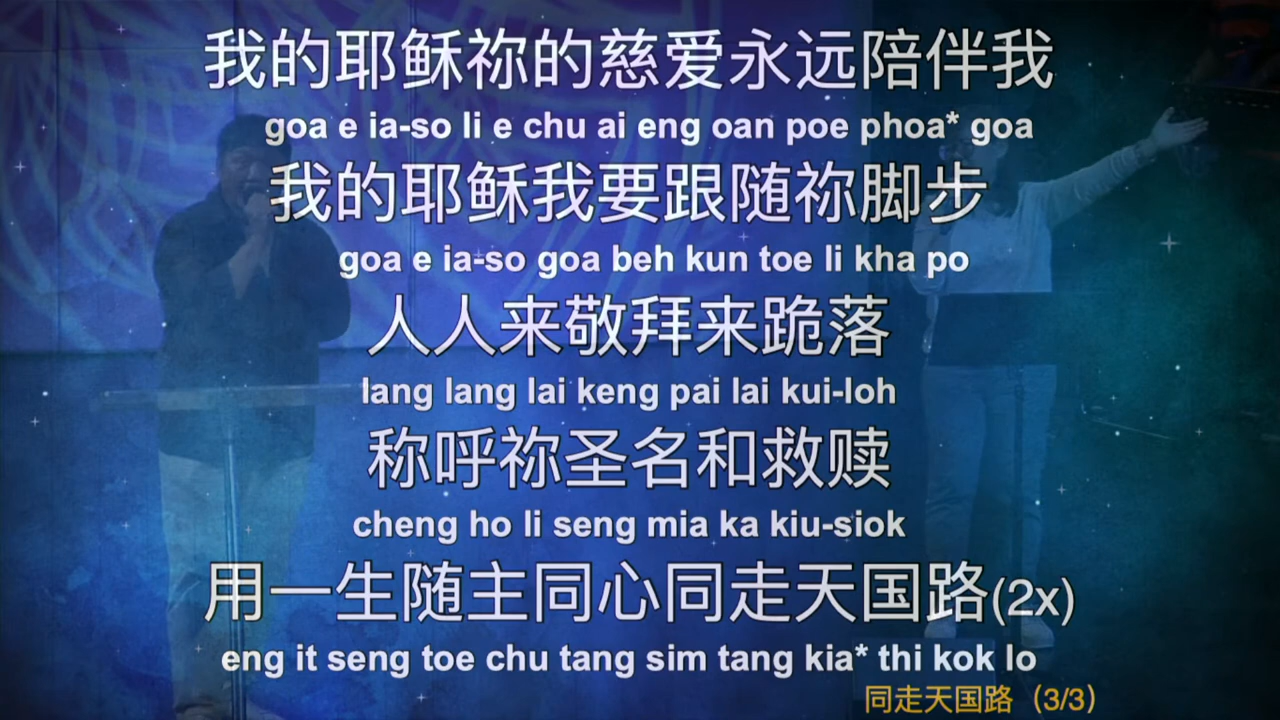 我的耶稣祢的慈爱永远陪伴我
goa e ia-so li e chu ai eng oan poe phoa* goa
我的耶稣我要跟随祢脚步
goa e ia-so goa beh kun toe li kha po
人人来敬拜来跪落
lang lang lai keng pai lai kui-loh
称呼祢圣名和救赎
cheng ho li seng mia ka kiu-siok
用一生随主同心同走天国路(2x)
eng it seng toe chu tang sim tang kia* thi kok lo
同走天国路（3/3）